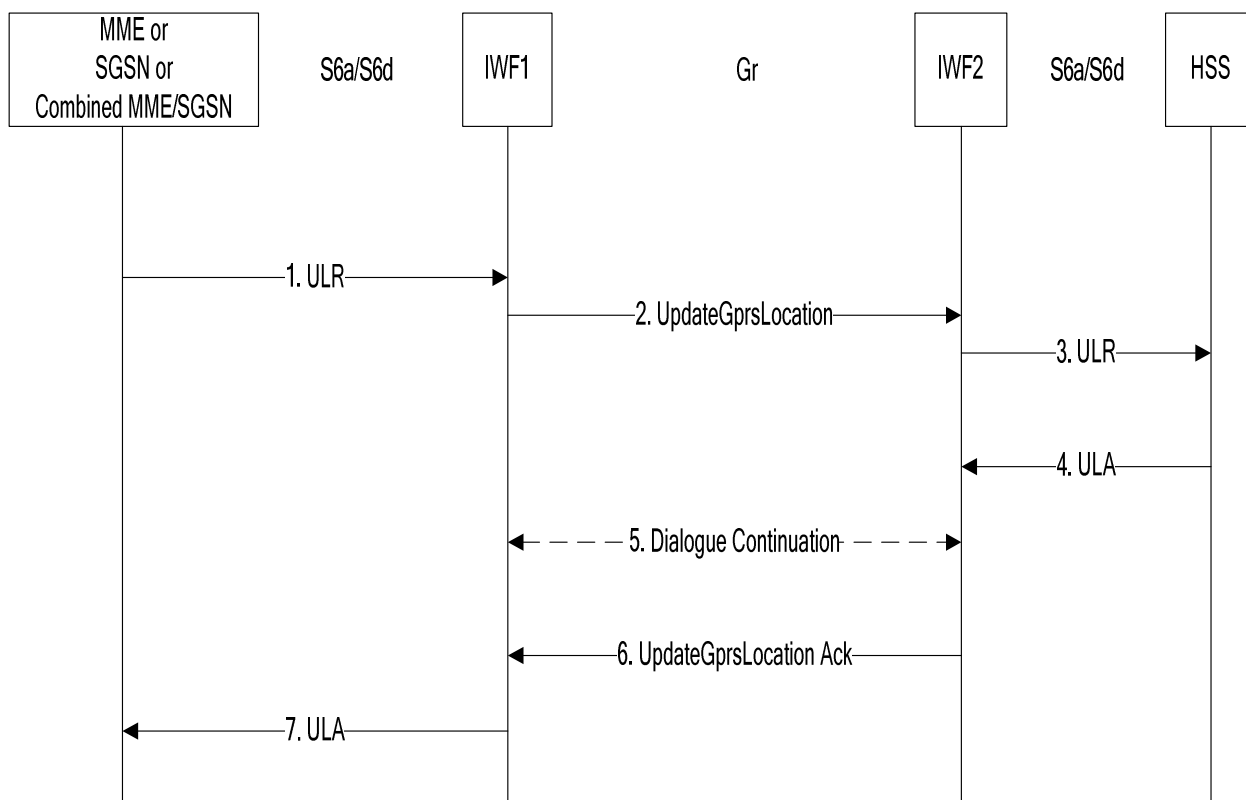 MME or
SGSN or
Combined MME/SGSN
S6a/S6d
IWF1
Gr
IWF2
S6a/S6d
HSS
1. ULR
2. UpdateGprsLocation
3. ULR
4. ULA
5. Dialogue Continuation
6. UpdateGprsLocation Ack
7. ULA